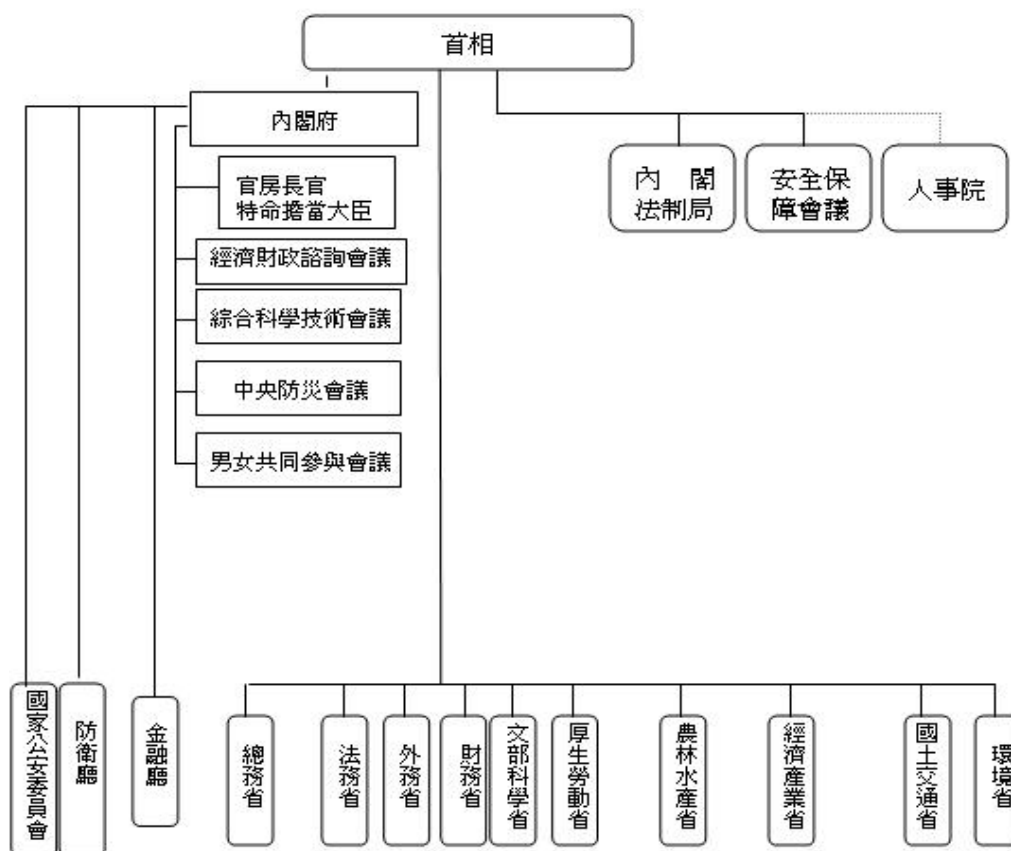 首相
內閣府
官房長官
特命擔當大臣
經濟財政諮詢會議
綜合科學技術會議
中央防災會議
男女共同參與會議
內 閣
法制局
安全保
障會議
人事院
國家公安委員會
防衛廳
金融廳
總務省
法務省
外務省
財務省
文部科學省
厚生勞動省
農林水產省
經濟產業省
國土交通省
環境省